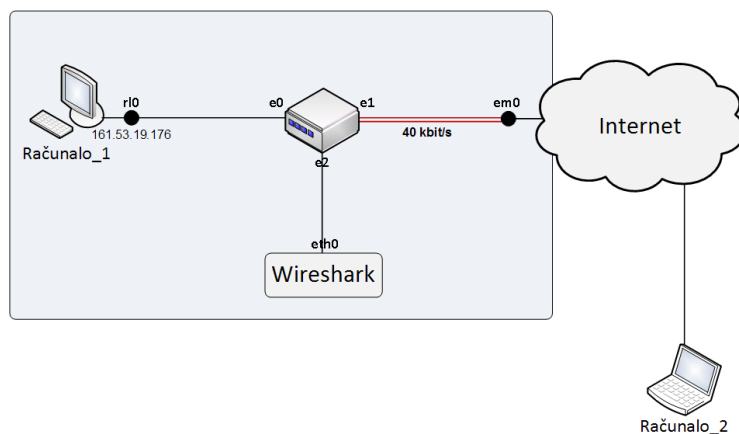 rl0
e0
e1
em0
161.53.19.176
40 kbit/s
Internet
Računalo_1
e2
eth0
Wireshark
Računalo_2